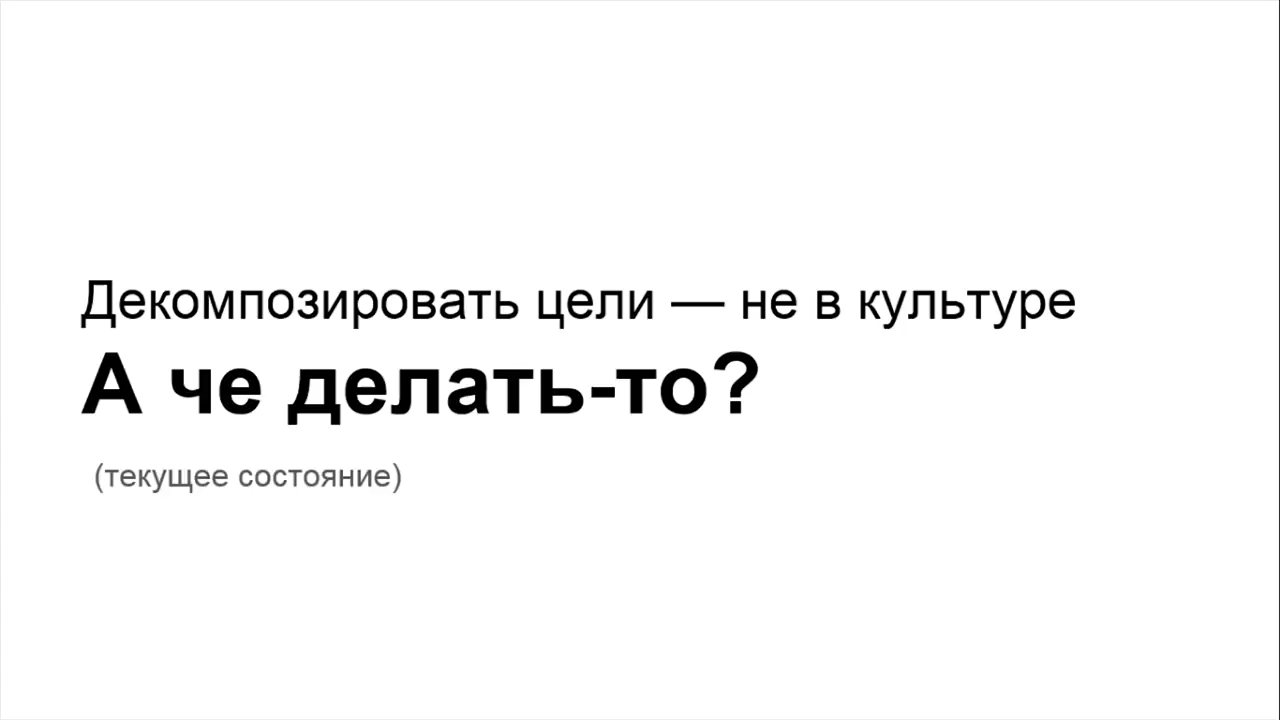 Декомпозировать цели — не в культуре
А че делать-то?
(текущее состояние)